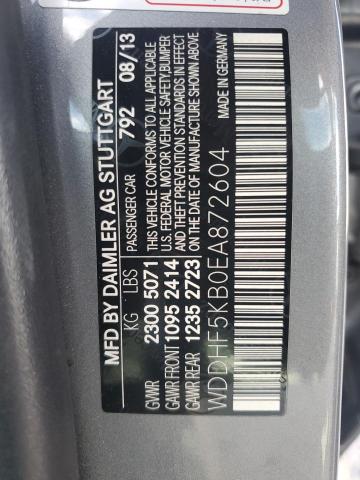 MFD BY DAIMLER AG STUTTGART
PASSENGER CAR 792 08/13
KG LBS
GVWR 2300 5071
GAWR FRONT 1095 2414
GAWR REAR 1235 2723
THIS VEHICLE CONFORMS TO ALL APPLICABLE
U.S. FEDERAL MOTOR VEHICLE SAFETY,BUMPER
AND THEFT PREVENTION STANDARDS IN EFFECT
ON THE DATE OF MANUFACTURE SHOWN ABOVE
MADE IN GERMANY
WDDHF5KB0EA872604